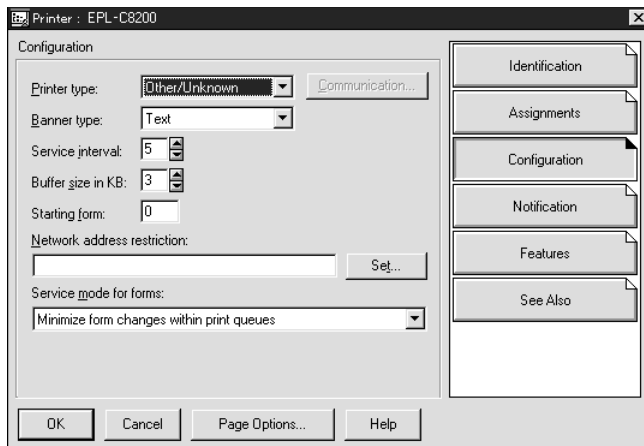 Printer : EPL-C8200
Configuration
Printer type: Other/Unknown Communication...
Banner type: Text
Service interval: 5
Buffer size in KB: 3
Starting form: 0
Network address restriction:
Set...
Service mode for forms:
Minimize form changes within print queues
OK Cancel Page Options... Help
Identification
Assignments
Configuration
Notification
Features
See Also